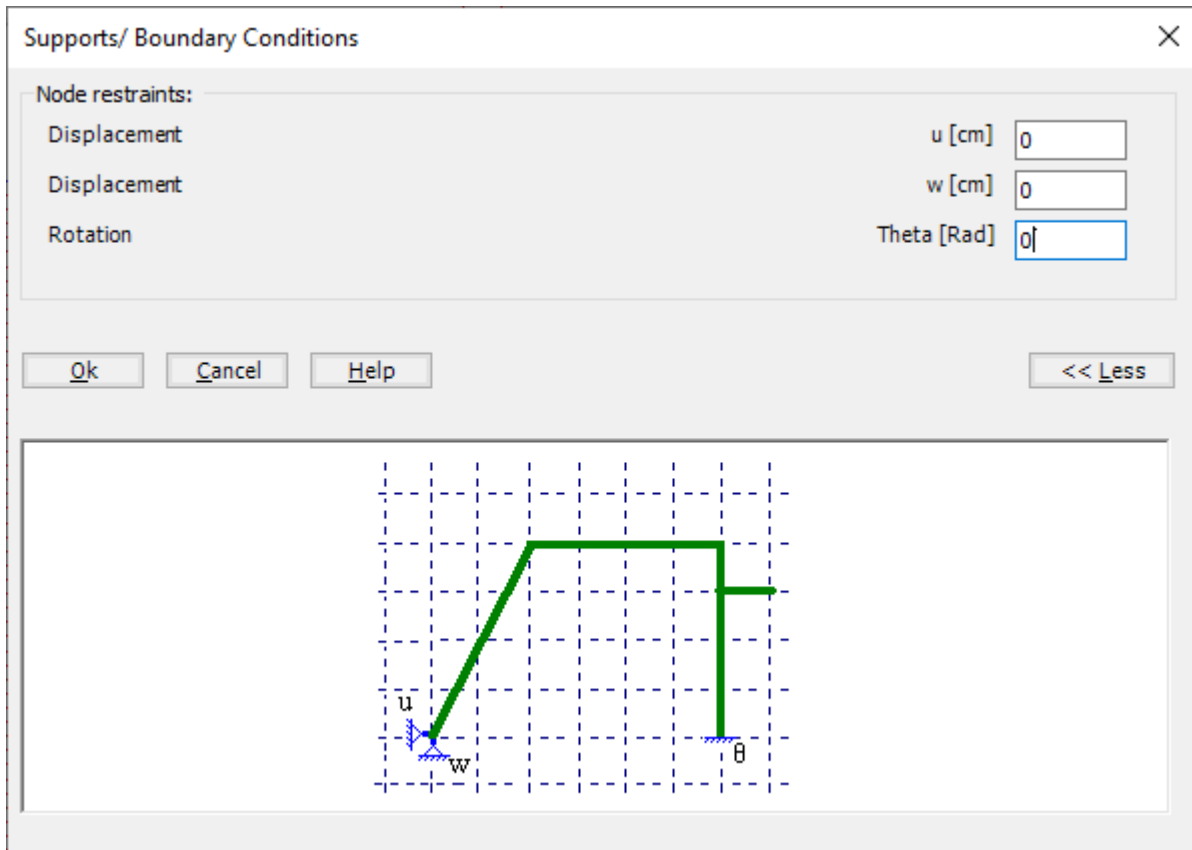 Supports/ Boundary Conditions
Node restraints:
Displacement u [cm] 0
Displacement w [cm] 0
Rotation Theta [Rad] 0
Ok Cancel Help << Less
u
w θ